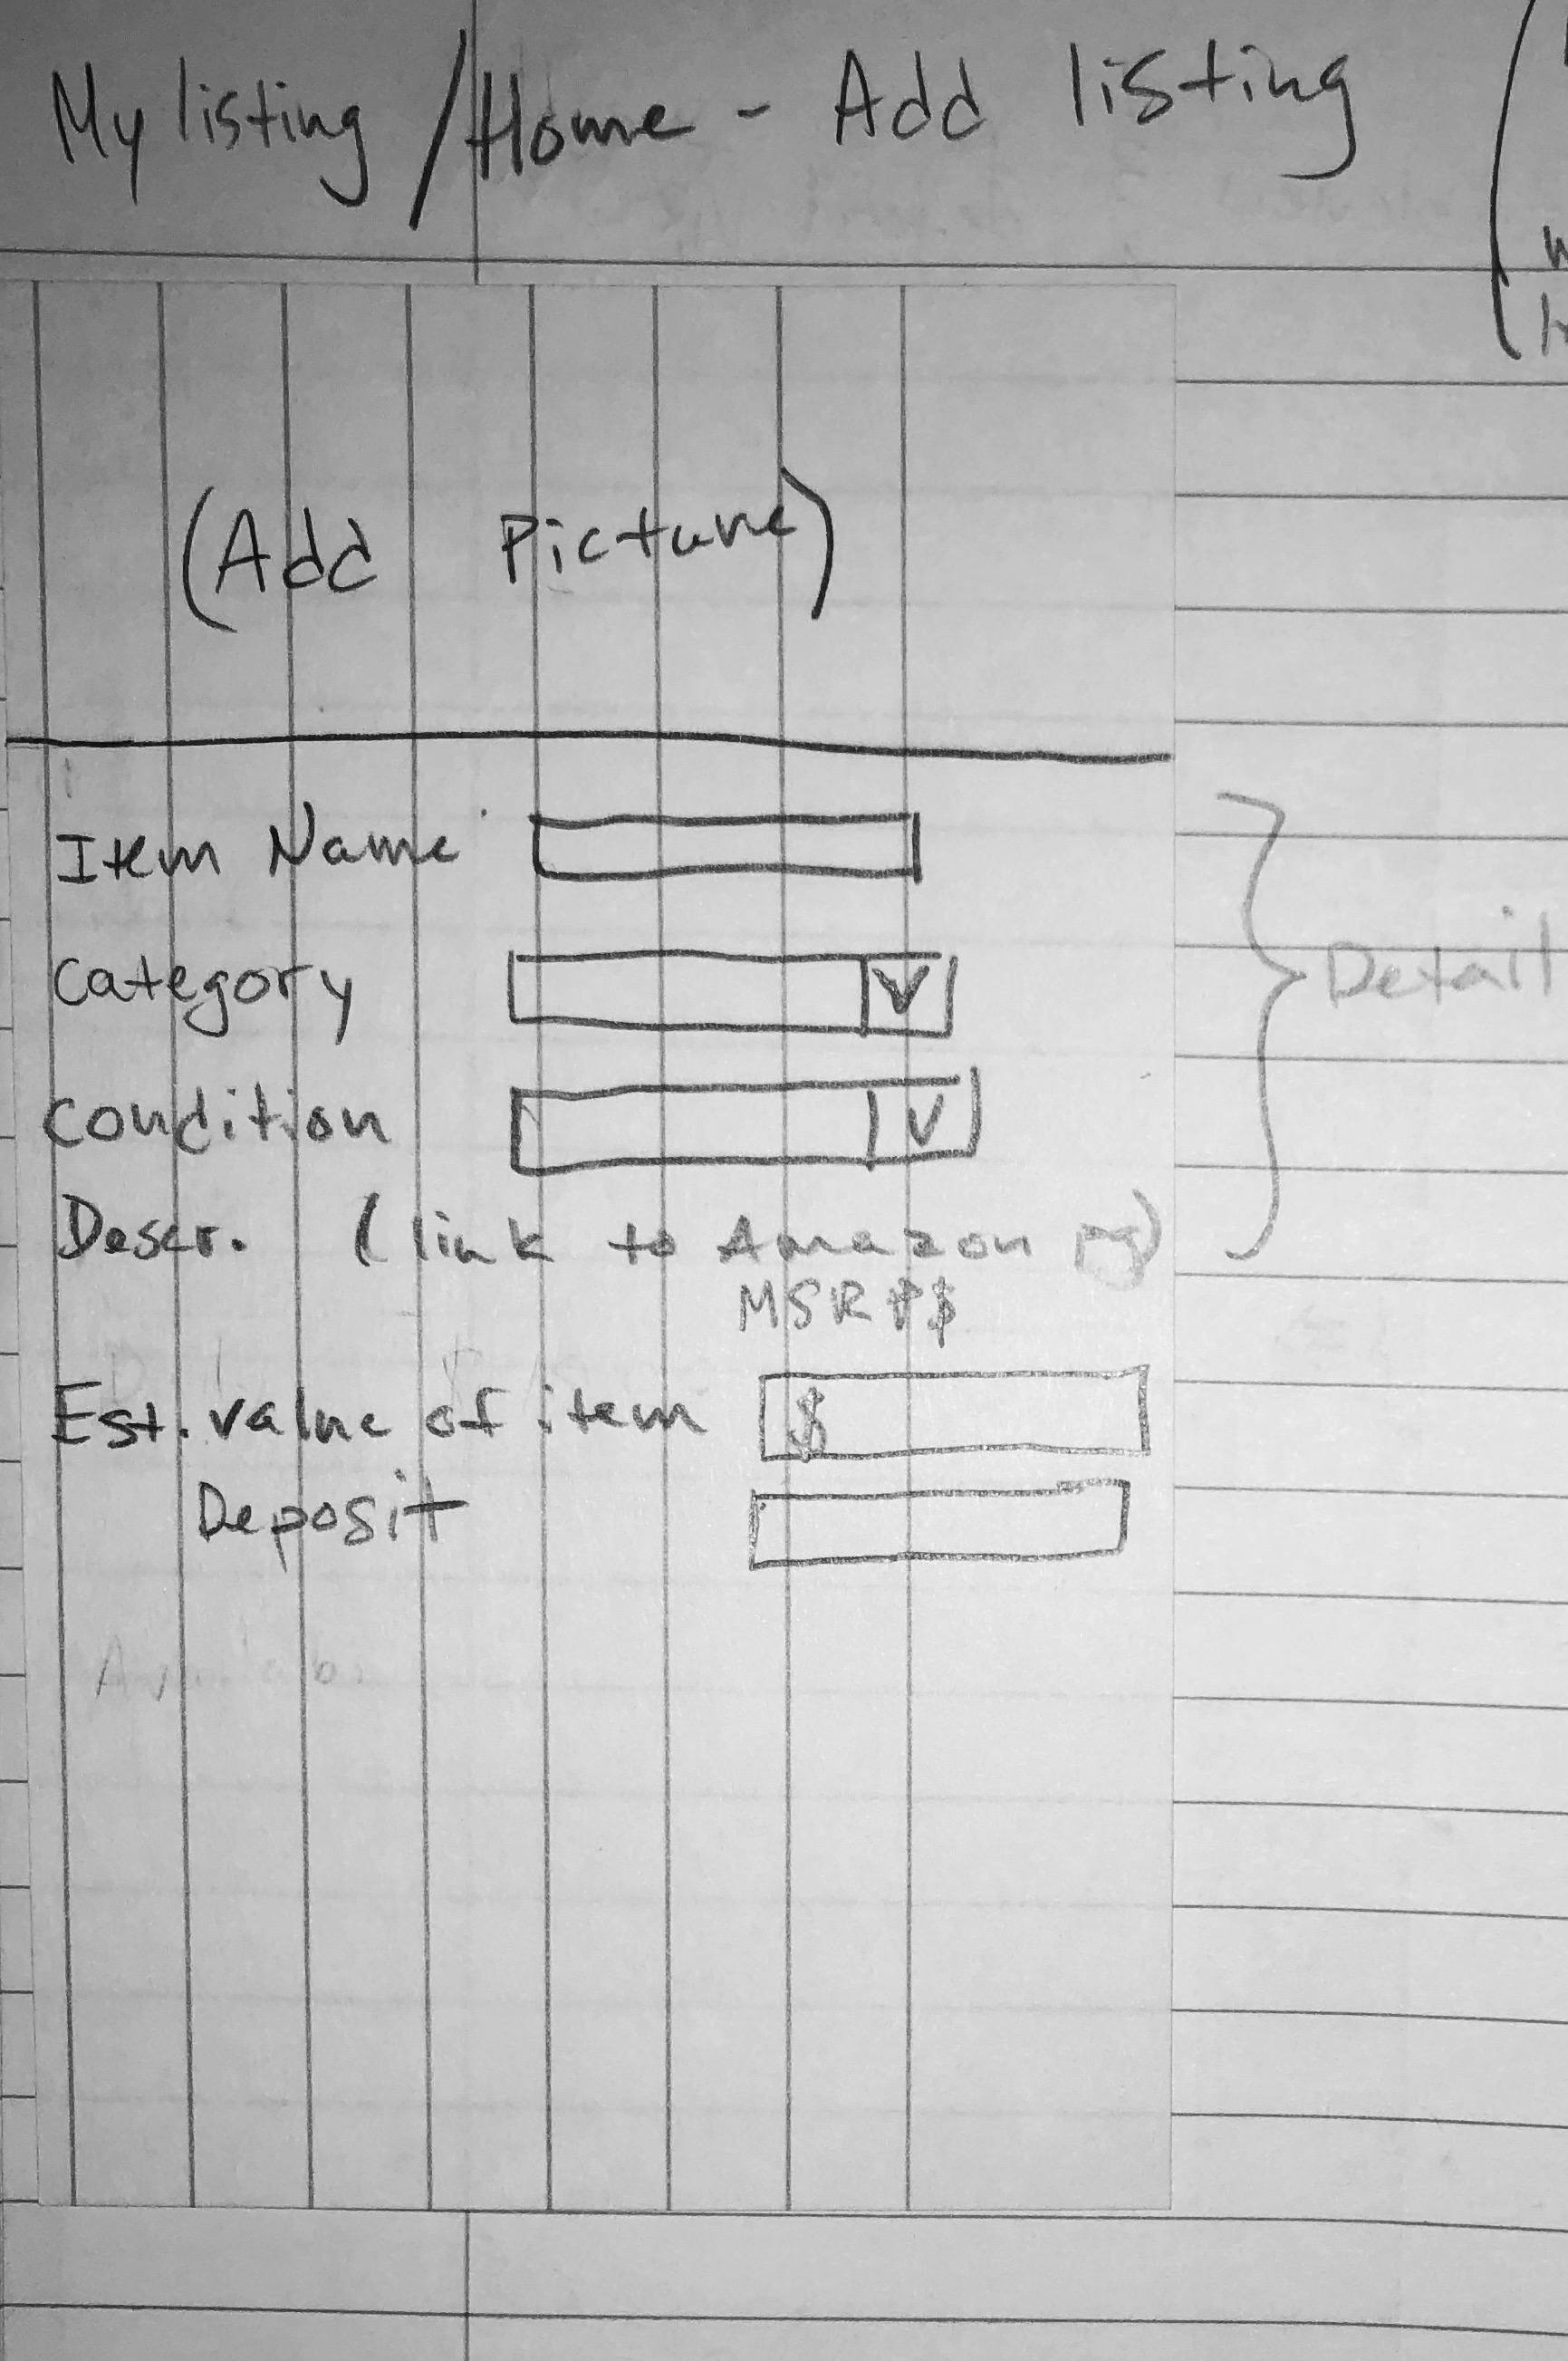 My listing / Home - Add listing
(Add Picture)
Item Name
Category
V
Condition
V
Descr. (link to Amazon pg)
MSRP $
Est. value of item $
Deposit
Detail